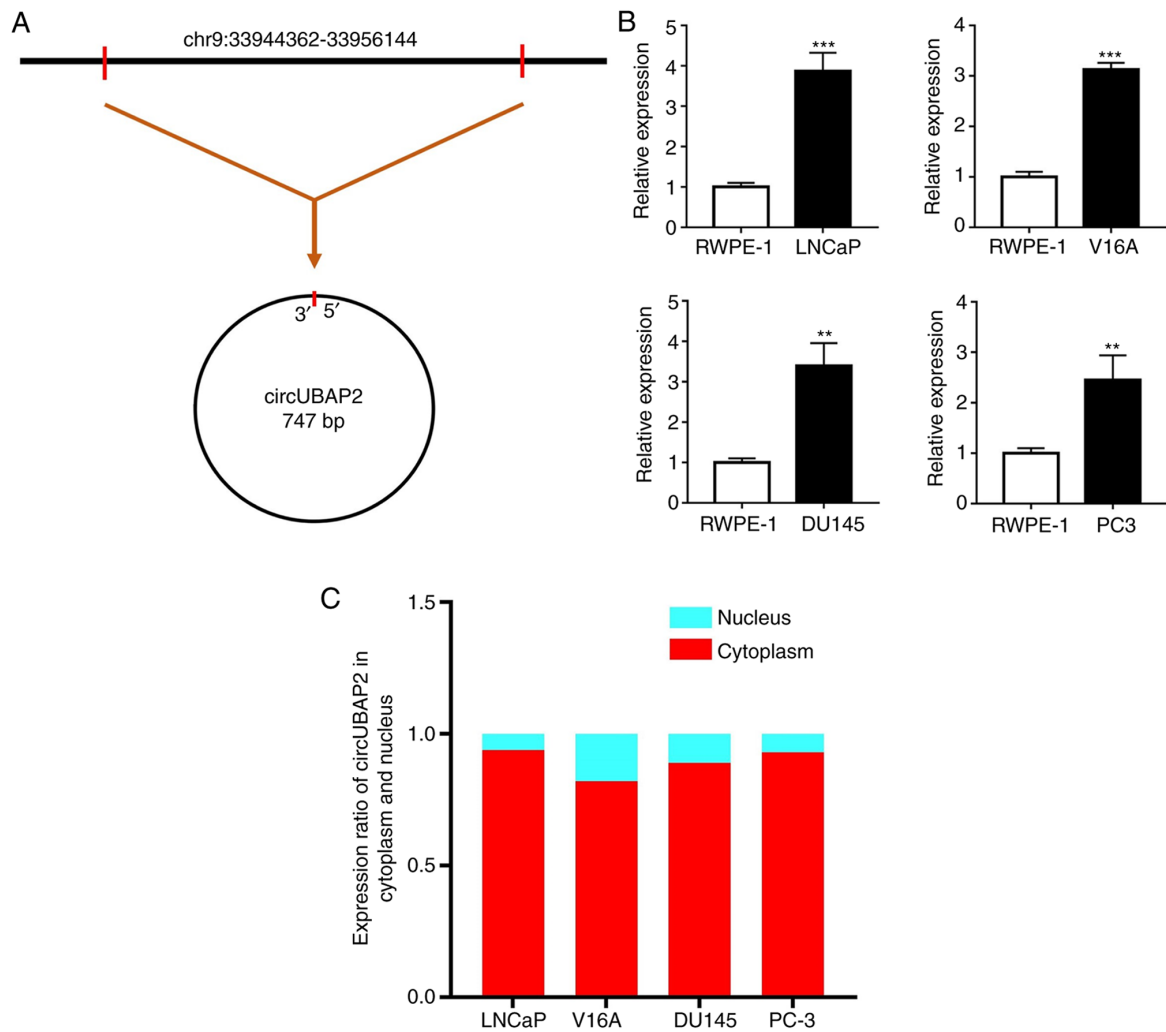 A
chr9:33944362-33956144
3′ 5′
circUBAP2
747 bp
B
Relative expression
5
4
3
2
1
0
***
RWPE-1 LNCaP
Relative expression
4
3
2
1
0
***
RWPE-1 V16A
Relative expression
5
4
3
2
1
0
**
RWPE-1 DU145
Relative expression
4
3
2
1
0
**
RWPE-1 PC3
C
Expression ratio of circUBAP2 in
cytoplasm and nucleus
1.5
1.0
0.5
0.0
Nucleus
Cytoplasm
LNCaP V16A DU145 PC-3